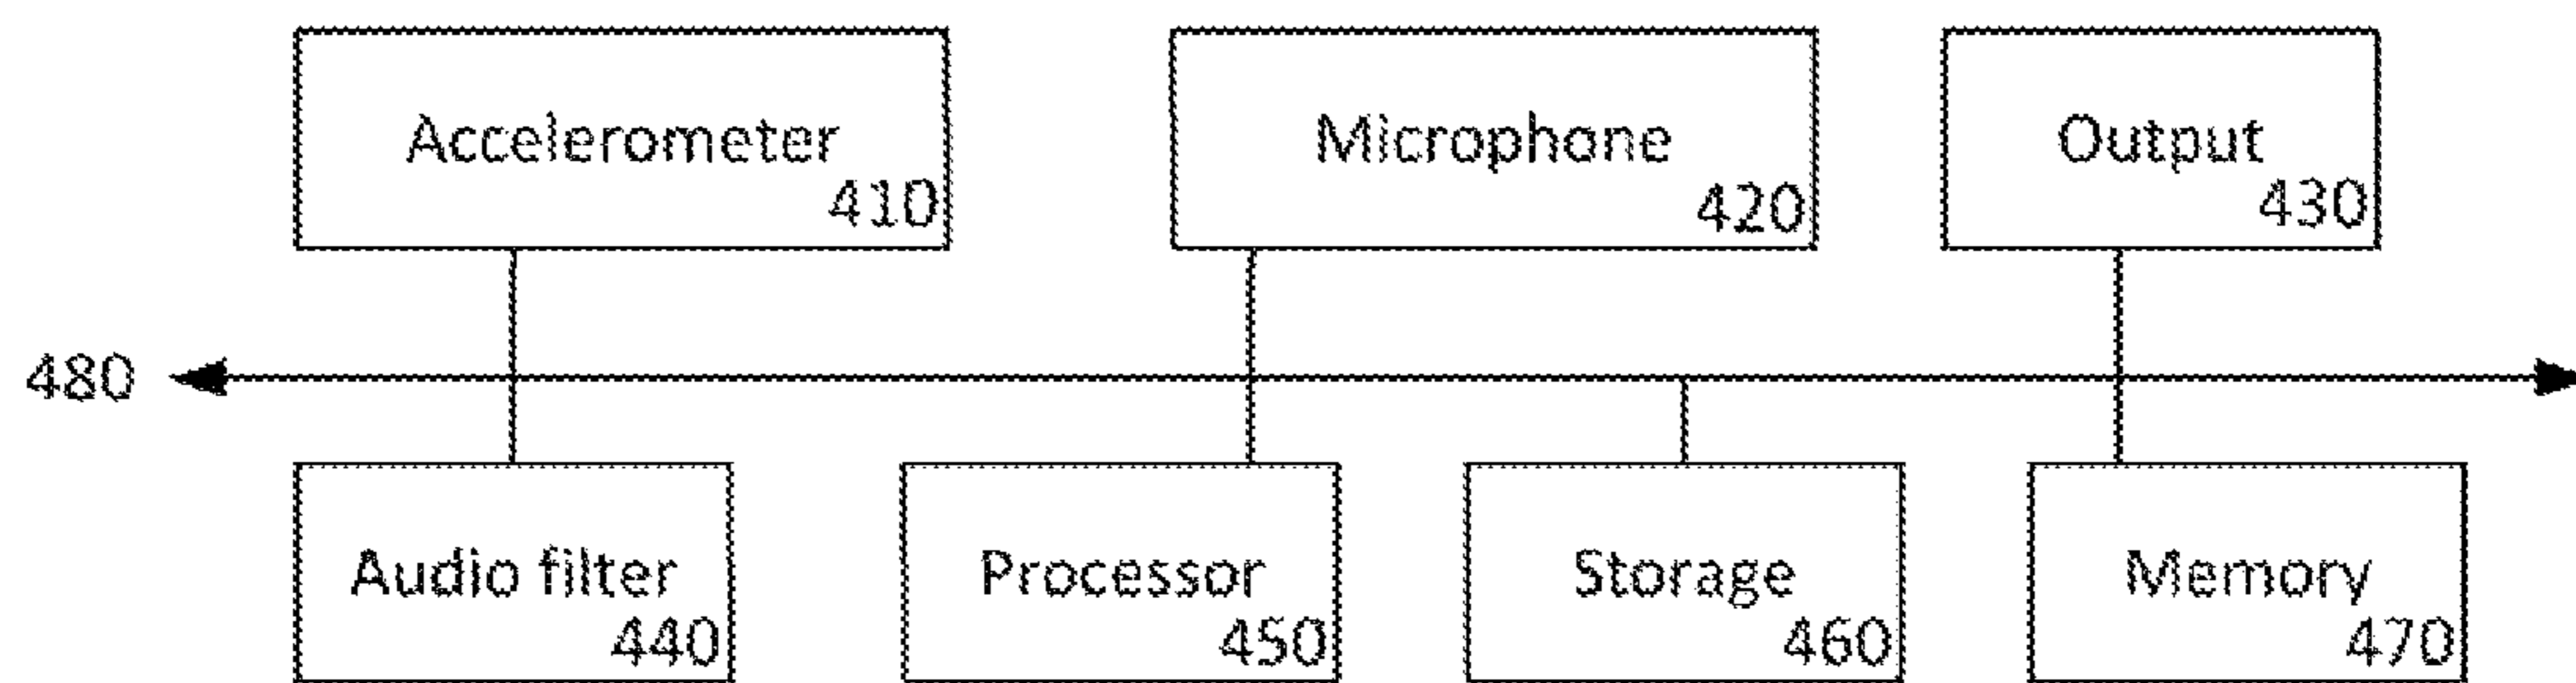 Accelerometer
410
Microphone
420
Output
430
480
Audio filter
440
Processor
450
Storage
460
Memory
470